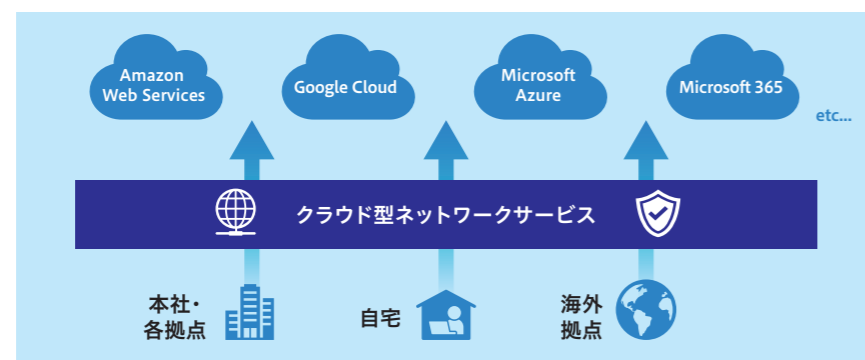 Amazon
Web Services
Google Cloud
Microsoft
Azure
Microsoft 365
etc...
クラウド型ネットワークサービス
本社・
各拠点
自宅
海外
拠点